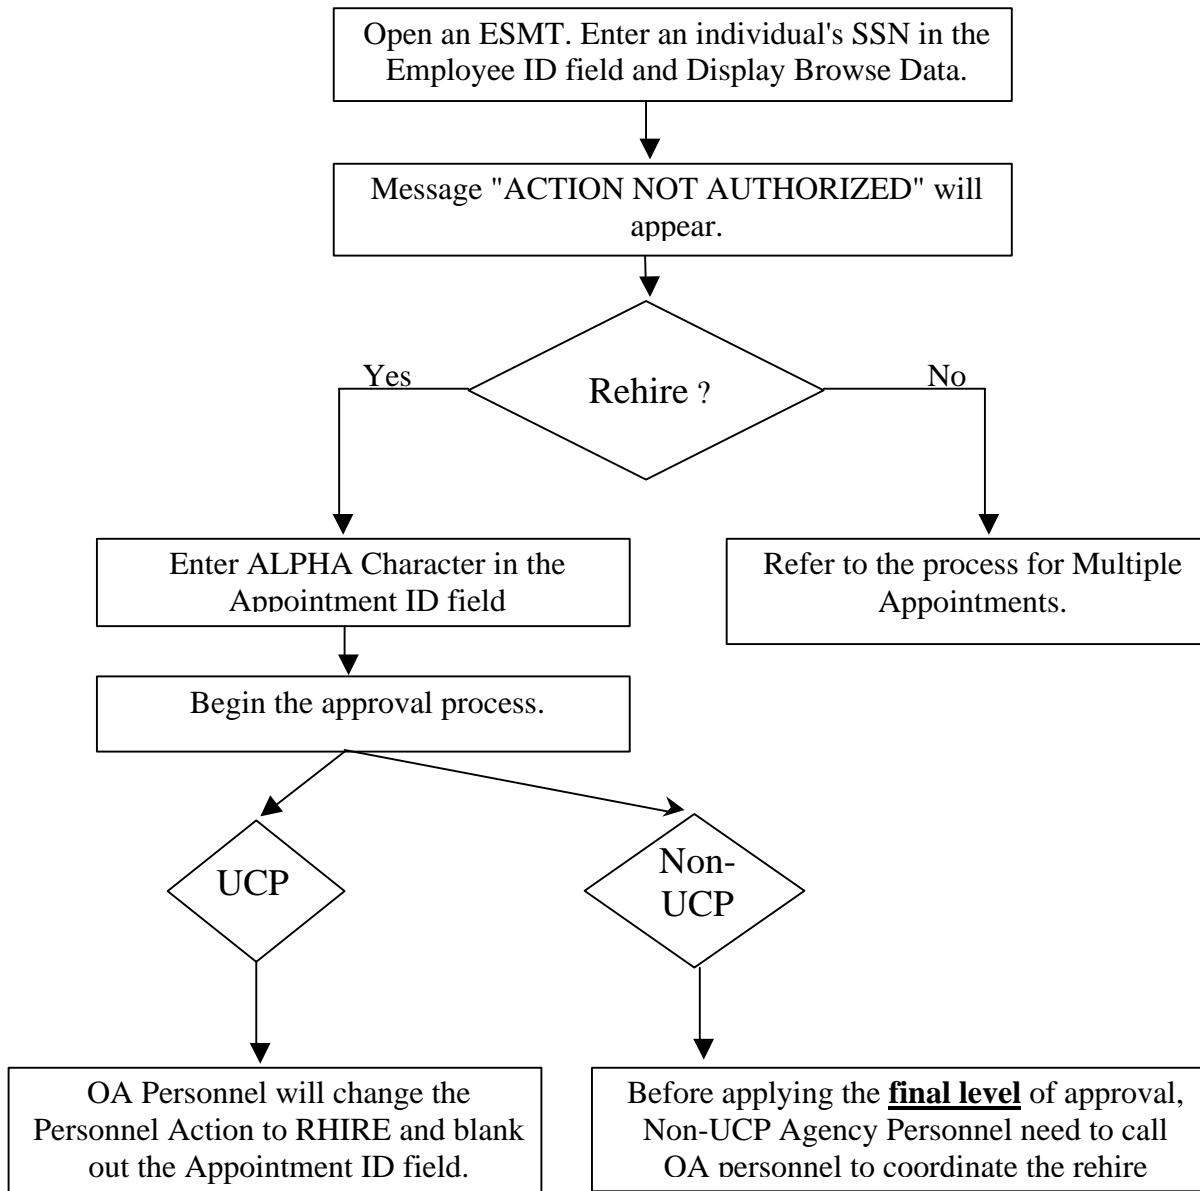 Open an ESMT. Enter an individual's SSN in the
Employee ID field and Display Browse Data.
Message "ACTION NOT AUTHORIZED" will
appear.
Yes
Rehire ?
No
Enter ALPHA Character in the
Appointment ID field
Refer to the process for Multiple
Appointments.
Begin the approval process.
UCP
Non-
UCP
OA Personnel will change the
Personnel Action to RHIRE and blank
out the Appointment ID field.
Before applying the final level of approval,
Non-UCP Agency Personnel need to call
OA personnel to coordinate the rehire